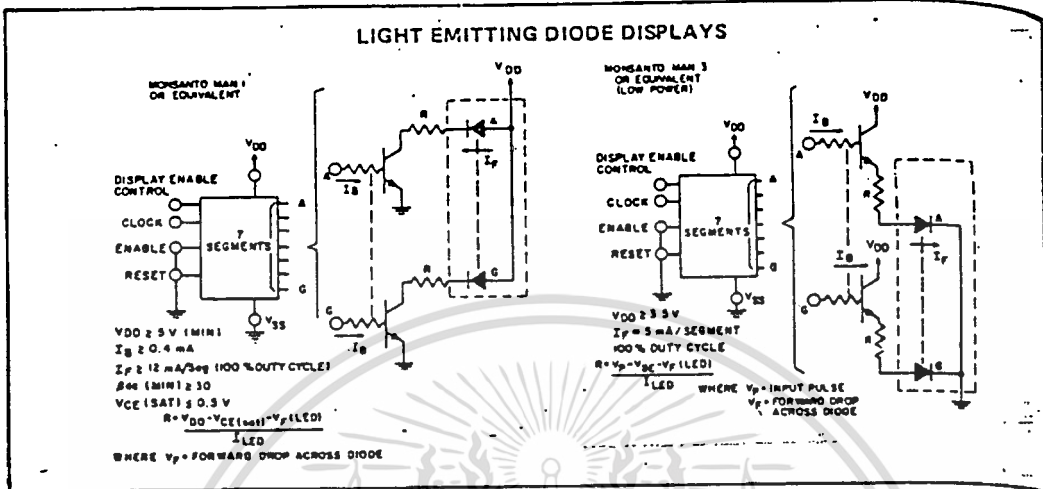 LIGHT EMITTING DIODE DISPLAYS
MONSANTO MAN 1
OR EQUIVALENT
VDD
VDD
DISPLAY ENABLE
CONTROL
CLOCK
ENABLE
RESET
7
SEGMENTS
A
G
VSS
A
IB
R
A
IF
R
G
G
IB
VDD ≥ 5 V (MIN)
IB ≥ 0.4 mA
IF ≥ 12 mA/Seg (100 % DUTY CYCLE)
βDC (MIN) ≥ 30
VCE (SAT) ≤ 0.5 V
R = VDD - VCE(sat) - VF (LED)
ILED
WHERE VF = FORWARD DROP ACROSS DIODE
MONSANTO MAN 3
OR EQUIVALENT
(LOW POWER)
VDD
VDD
DISPLAY ENABLE
CONTROL
CLOCK
ENABLE
RESET
7
SEGMENTS
A
G
VSS
IB
A
R
A
IF
VDD
IB
G
R
G
VDD ≥ 3.5V
IF = 5 mA/SEGMENT
100 % DUTY CYCLE
R = VP - VBE - VF (LED)
ILED
WHERE VP = INPUT PULSE
VF = FORWARD DROP
ACROSS DIODE